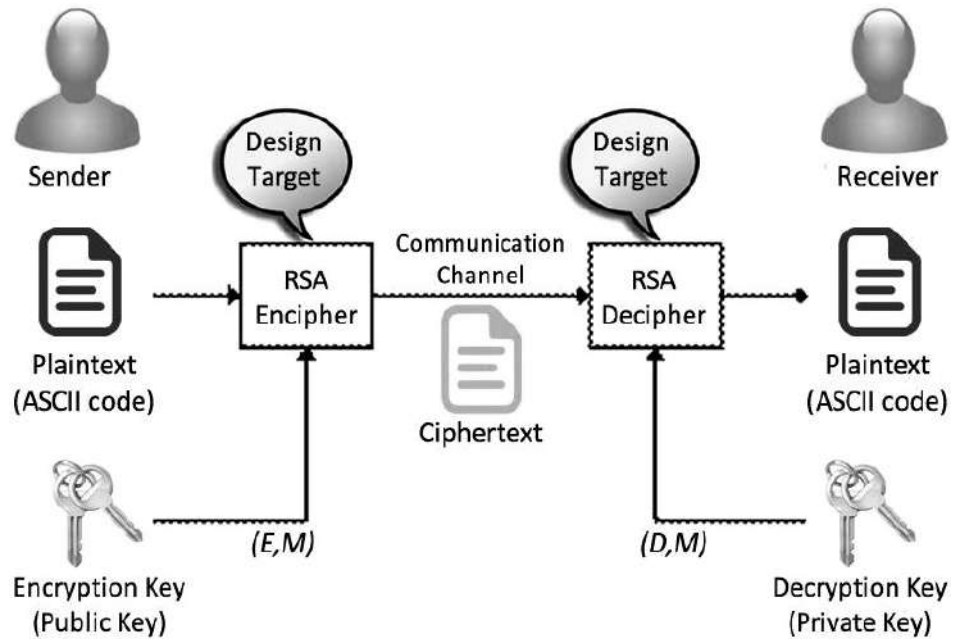 Sender
Design
Target
Design
Target
Receiver
Communication
Channel
RSA
Encipher
RSA
Decipher
Plaintext
(ASCII code)
Ciphertext
Plaintext
(ASCII code)
(E,M)
(D,M)
Encryption Key
(Public Key)
Decryption Key
(Private Key)